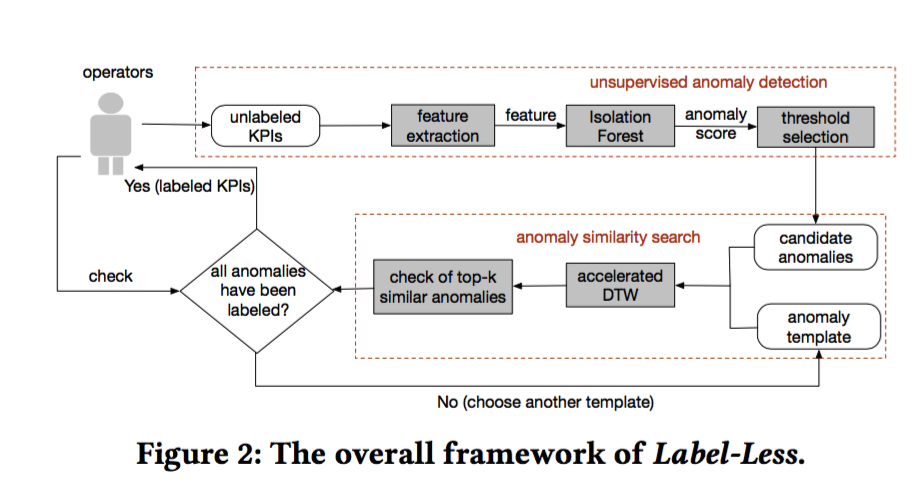 operators
unsupervised anomaly detection
unlabeled
KPIs
feature
extraction
feature
Isolation
Forest
anomaly
score
threshold
selection
Yes (labeled KPIs)
anomaly similarity search
candidate
anomalies
check
all anomalies
have been
labeled?
check of top-k
similar anomalies
accelerated
DTW
anomaly
template
No (choose another template)
Figure 2: The overall framework of Label-Less.